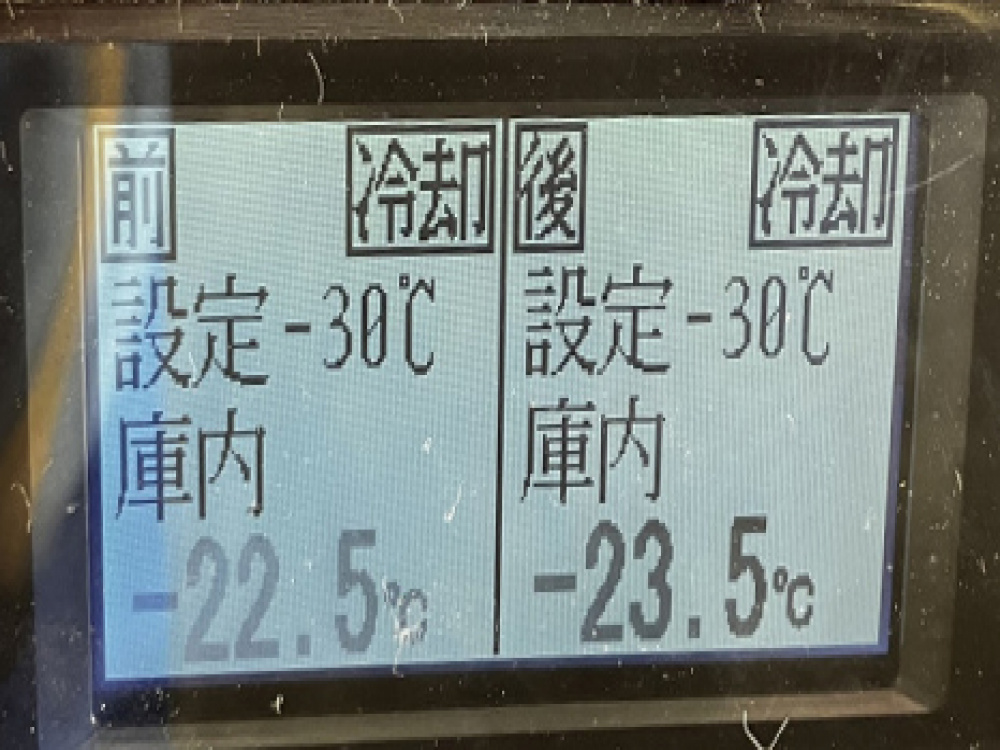 前 冷却
設定 -30℃
庫内
-22.5℃
後 冷却
設定 -30℃
庫内
-23.5℃